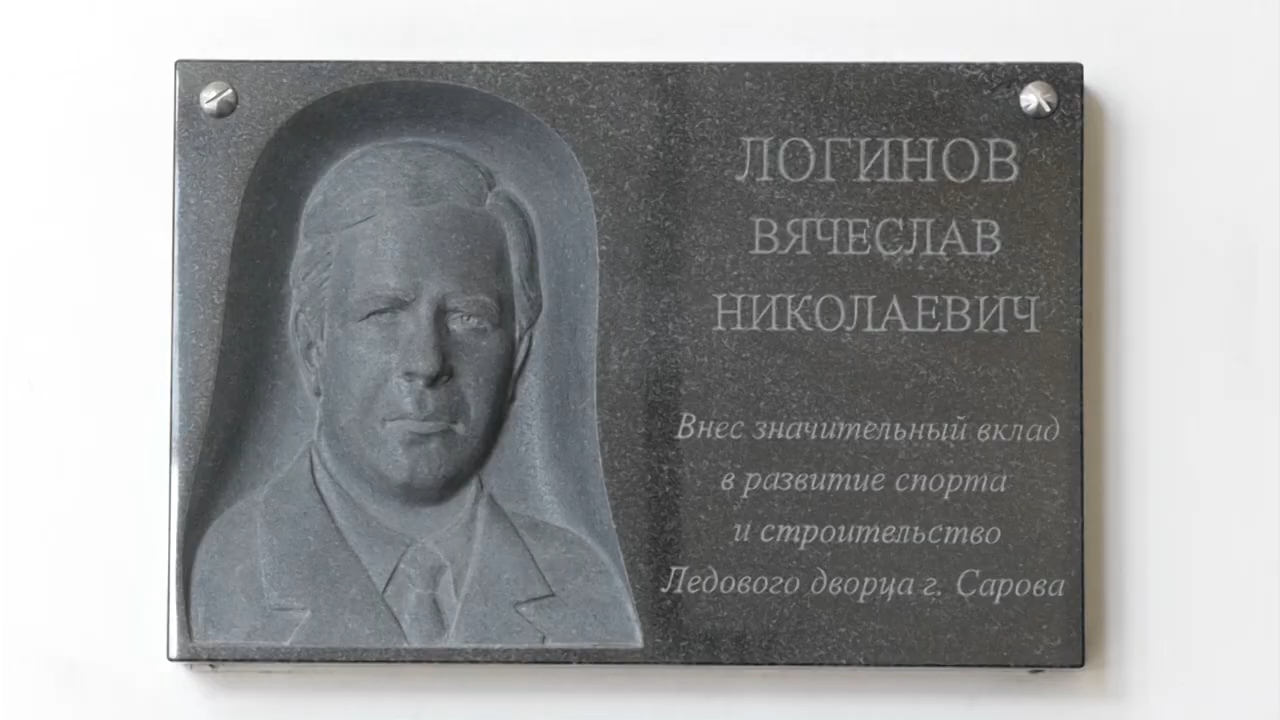 ЛОГИНОВ
ВЯЧЕСЛАВ
НИКОЛАЕВИЧ
Внес значительный вклад
в развитие спорта
и строительство
Ледового дворца г. Сарова